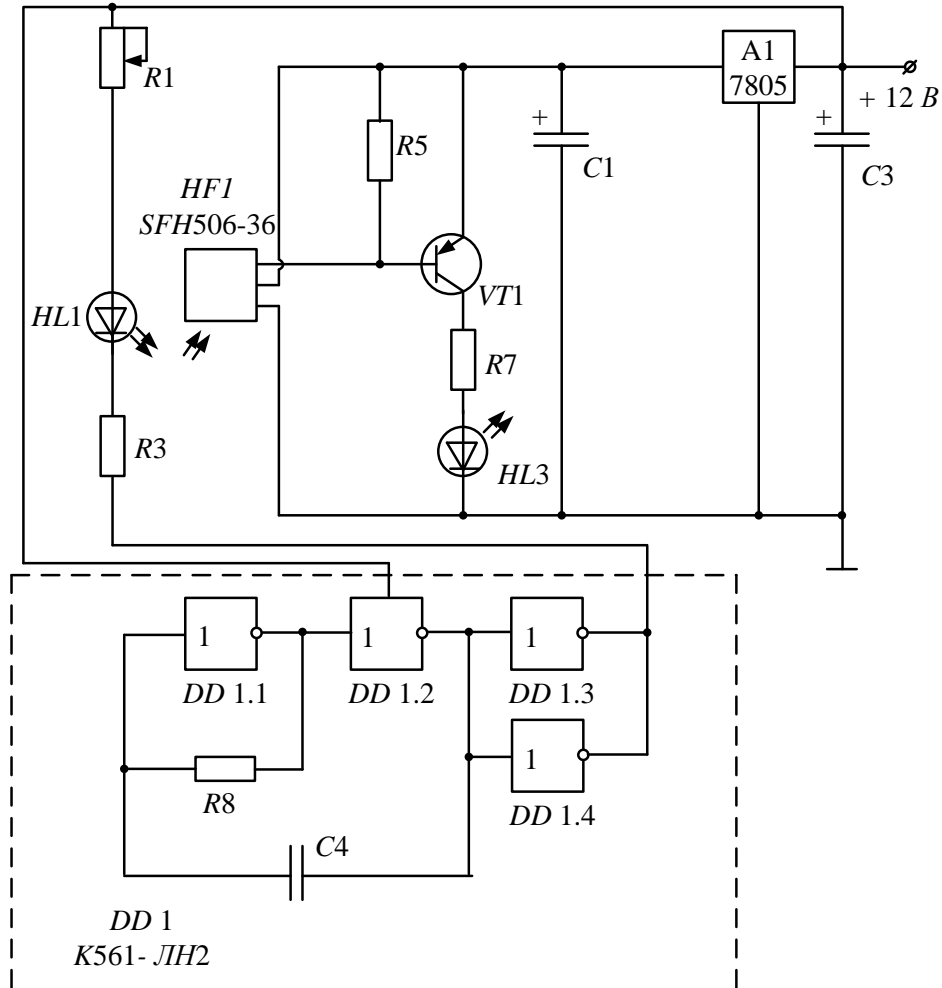 R1
A1
7805
+ 12 В
+
C1
+
C3
R5
HF1
SFH506-36
VT1
HL1
R7
R3
HL3
1
DD 1.1
1
DD 1.2
1
DD 1.3
R8
1
DD 1.4
C4
DD 1
K561- ЛН2